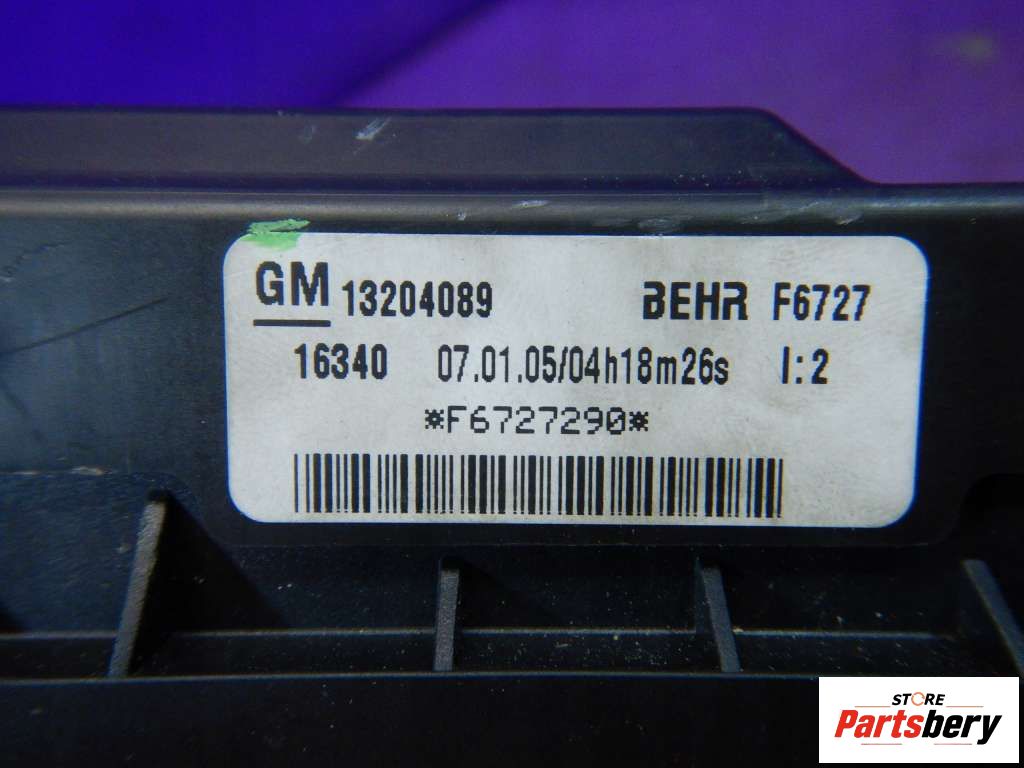 GM 13204089 BEHR F6727
16340 07.01.05/04h18m26s I:2
*F6727290*
STORE
Partsbery